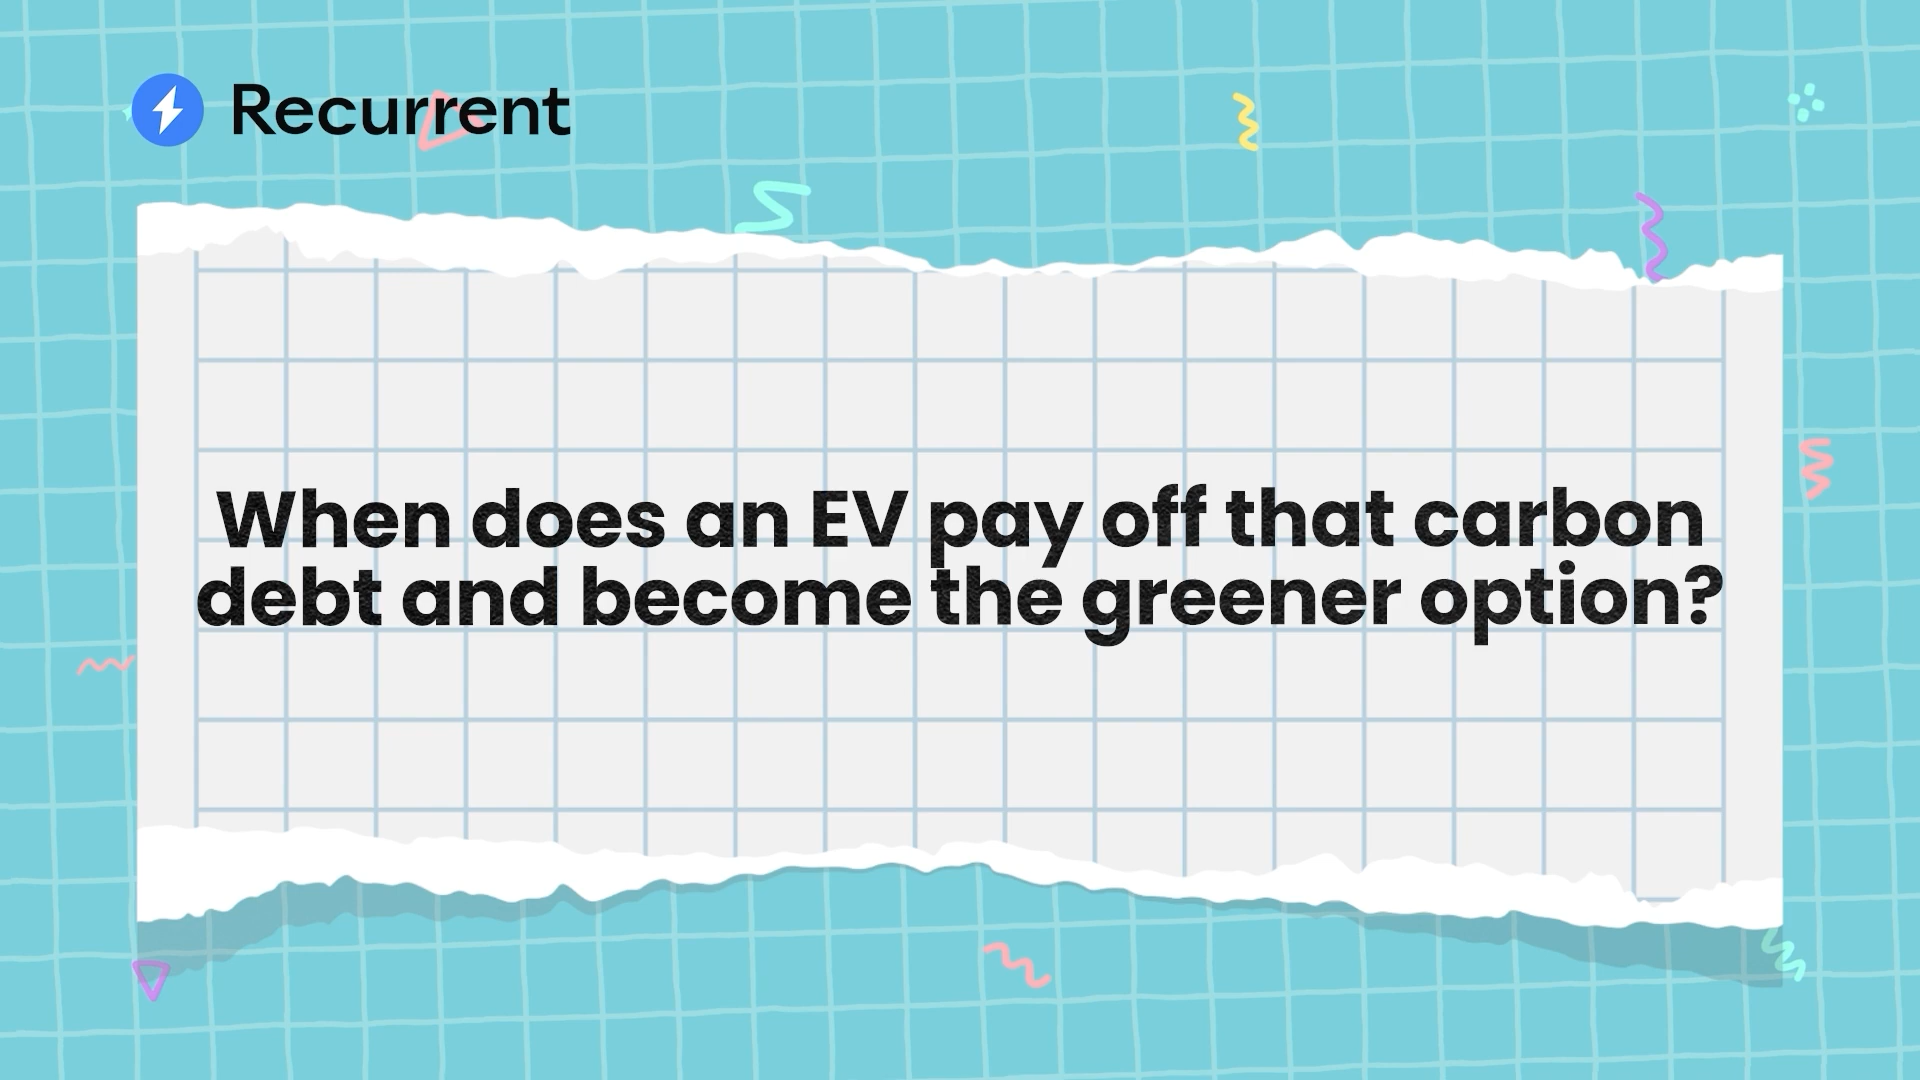 Recurrent
When does an EV pay off that carbon
debt and become the greener option?